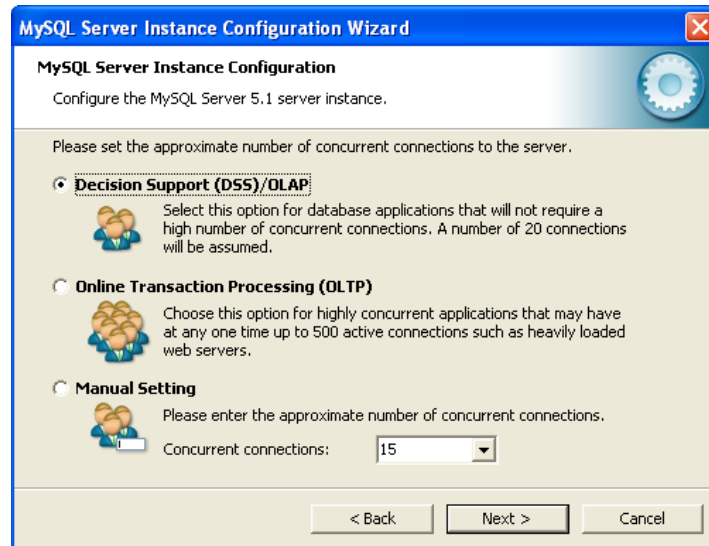 MySQL Server Instance Configuration Wizard
MySQL Server Instance Configuration
Configure the MySQL Server 5.1 server instance.
Please set the approximate number of concurrent connections to the server.
Decision Support (DSS)/OLAP
Select this option for database applications that will not require a
high number of concurrent connections. A number of 20 connections
will be assumed.
Online Transaction Processing (OLTP)
Choose this option for highly concurrent applications that may have
at any one time up to 500 active connections such as heavily loaded
web servers.
Manual Setting
Please enter the approximate number of concurrent connections.
Concurrent connections: 15
< Back Next > Cancel